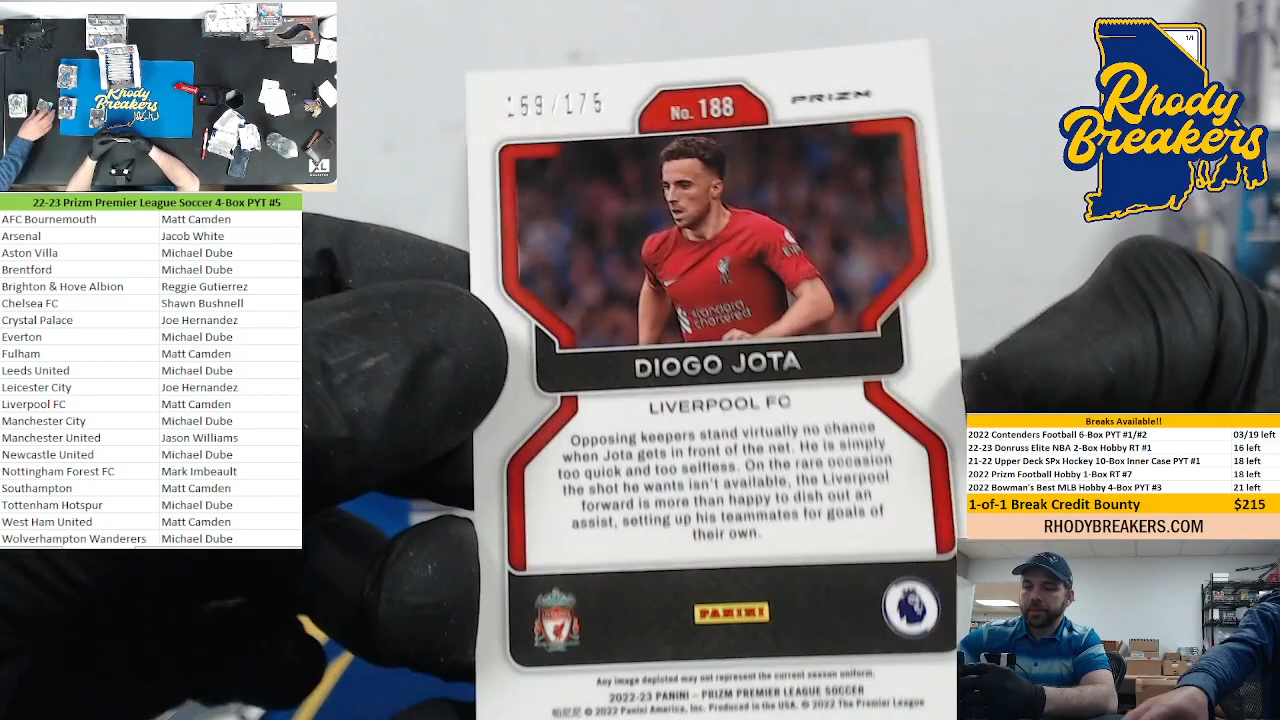 159/175
No. 188
PRIZM
standard
chartered
DIOGO JOTA
LIVERPOOL FC
Opposing keepers stand virtually no chance
when Jota gets in front of the net. He is simply
too quick and too selfless. On the rare occasion
the shot he wants isn't available, the Liverpool
forward is more than happy to dish out an
assist, setting up his teammates for goals of
their own.
PANINI
Any image depicted may not represent the current season uniform.
2022-23 PANINI – PRIZM PREMIER LEAGUE SOCCER
帕尼尼 © 2022 Panini America, Inc. Produced in the USA. © 2022 The Premier League
Rhody
Breakers
XL
22-23 Prizm Premier League Soccer 4-Box PYT #5
AFC Bournemouth Matt Camden
Arsenal Jacob White
Aston Villa Michael Dube
Brentford Michael Dube
Brighton & Hove Albion Reggie Gutierrez
Chelsea FC Shawn Bushnell
Crystal Palace Joe Hernandez
Everton Michael Dube
Fulham Matt Camden
Leeds United Michael Dube
Leicester City Joe Hernandez
Liverpool FC Matt Camden
Manchester City Michael Dube
Manchester United Jason Williams
Newcastle United Michael Dube
Nottingham Forest FC Mark Imbeault
Southampton Matt Camden
Tottenham Hotspur Michael Dube
West Ham United Matt Camden
Wolverhampton Wanderers Michael Dube
1/1
Rhody
Breakers
Breaks Available!!
2022 Contenders Football 6-Box PYT #1/#2 03/19 left
22-23 Donruss Elite NBA 2-Box Hobby RT #1 16 left
21-22 Upper Deck SPx Hockey 10-Box Inner Case PYT #1 18 left
2022 Prizm Football Hobby 1-Box RT #7 18 left
2022 Bowman's Best MLB Hobby 4-Box PYT #3 21 left
1-of-1 Break Credit Bounty $215
RHODYBREAKERS.COM